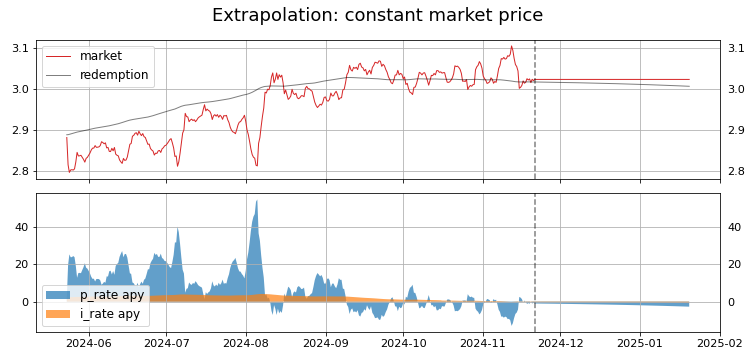 Extrapolation: constant market price
3.1 3.1
market
redemption
3.0 3.0
2.9 2.9
2.8 2.8
40 40
20 20
0 0
p_rate apy
i_rate apy
2024-06 2024-07 2024-08 2024-09 2024-10 2024-11 2024-12 2025-01 2025-02